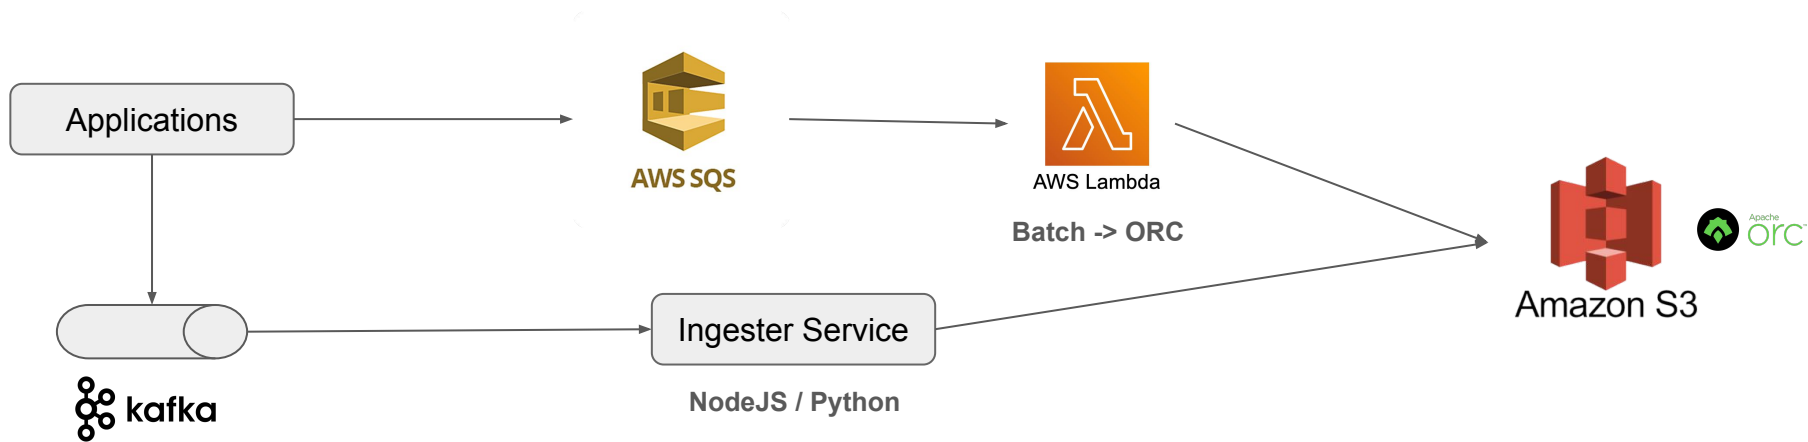 Applications
AWS SQS
AWS Lambda
Batch -> ORC
Apache
orc
Amazon S3
Ingester Service
NodeJS / Python
kafka